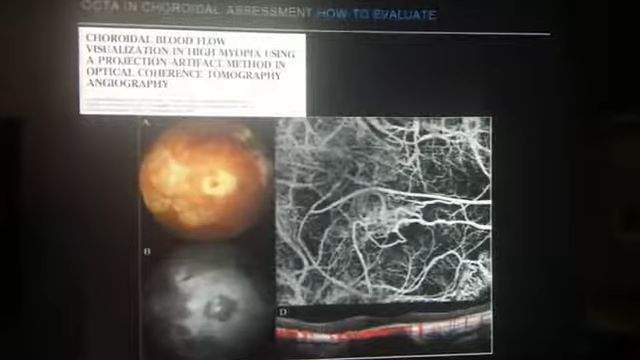 OCTA IN CHOROIDAL ASSESSMENT HOW TO EVALUATE
CHOROIDAL BLOOD FLOW
VISUALIZATION IN HIGH MYOPIA USING
A PROJECTION ARTIFACT METHOD IN
OPTICAL COHERENCE TOMOGRAPHY
ANGIOGRAPHY
A
B
D